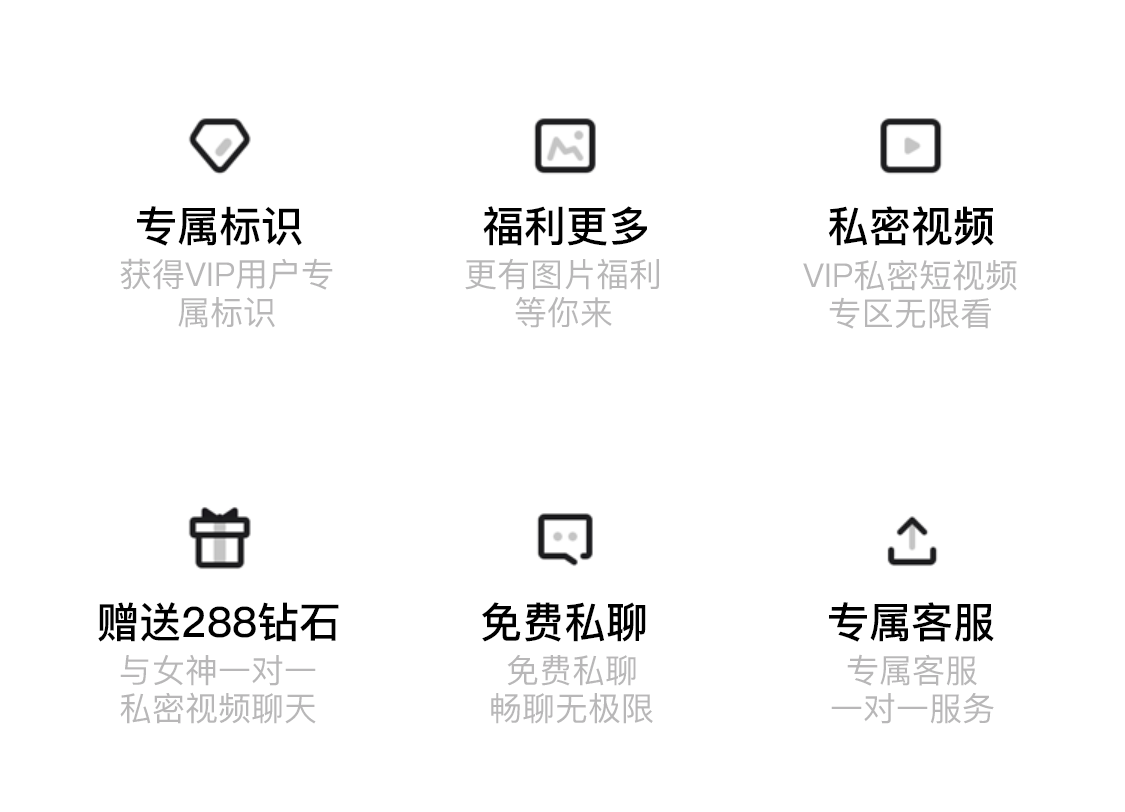 专属标识
获得VIP用户专
属标识
福利更多
更有图片福利
等你来
私密视频
VIP私密短视频
专区无限看
赠送288钻石
与女神一对一
私密视频聊天
免费私聊
免费私聊
畅聊无极限
专属客服
专属客服
一对一服务